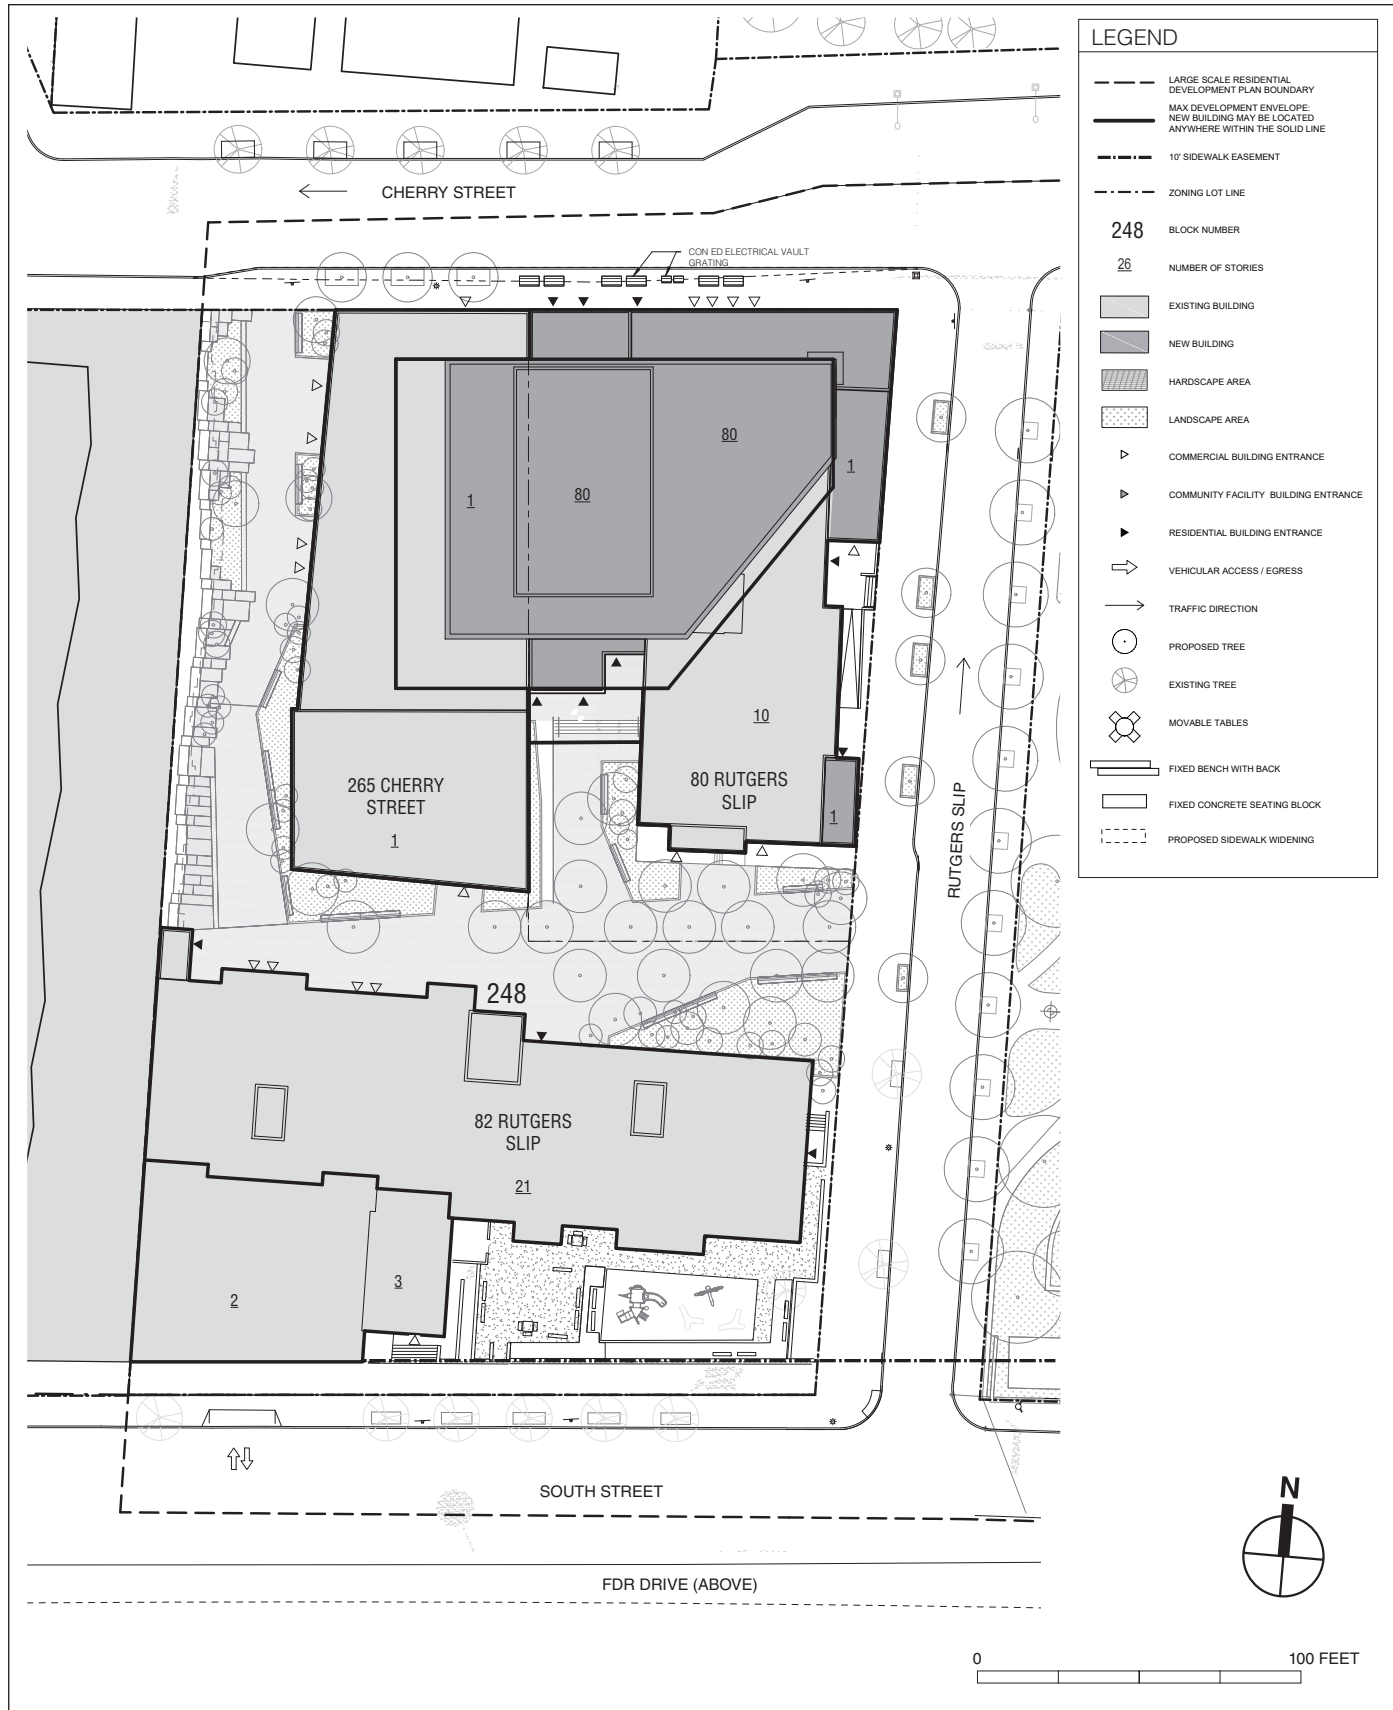 LEGEND
LARGE SCALE RESIDENTIAL
DEVELOPMENT PLAN BOUNDARY
MAX DEVELOPMENT ENVELOPE:
NEW BUILDING MAY BE LOCATED
ANYWHERE WITHIN THE SOLID LINE
10' SIDEWALK EASEMENT
ZONING LOT LINE
248 BLOCK NUMBER
26 NUMBER OF STORIES
EXISTING BUILDING
NEW BUILDING
HARDSCAPE AREA
LANDSCAPE AREA
COMMERCIAL BUILDING ENTRANCE
COMMUNITY FACILITY BUILDING ENTRANCE
RESIDENTIAL BUILDING ENTRANCE
VEHICULAR ACCESS / EGRESS
TRAFFIC DIRECTION
PROPOSED TREE
EXISTING TREE
MOVABLE TABLES
FIXED BENCH WITH BACK
FIXED CONCRETE SEATING BLOCK
PROPOSED SIDEWALK WIDENING
CHERRY STREET
CON ED ELECTRICAL VAULT
GRATING
80
1
1
80
10
265 CHERRY
STREET
1
80 RUTGERS
SLIP
1
RUTGERS SLIP
248
82 RUTGERS
SLIP
21
3
2
SOUTH STREET
FDR DRIVE (ABOVE)
N
0
100 FEET